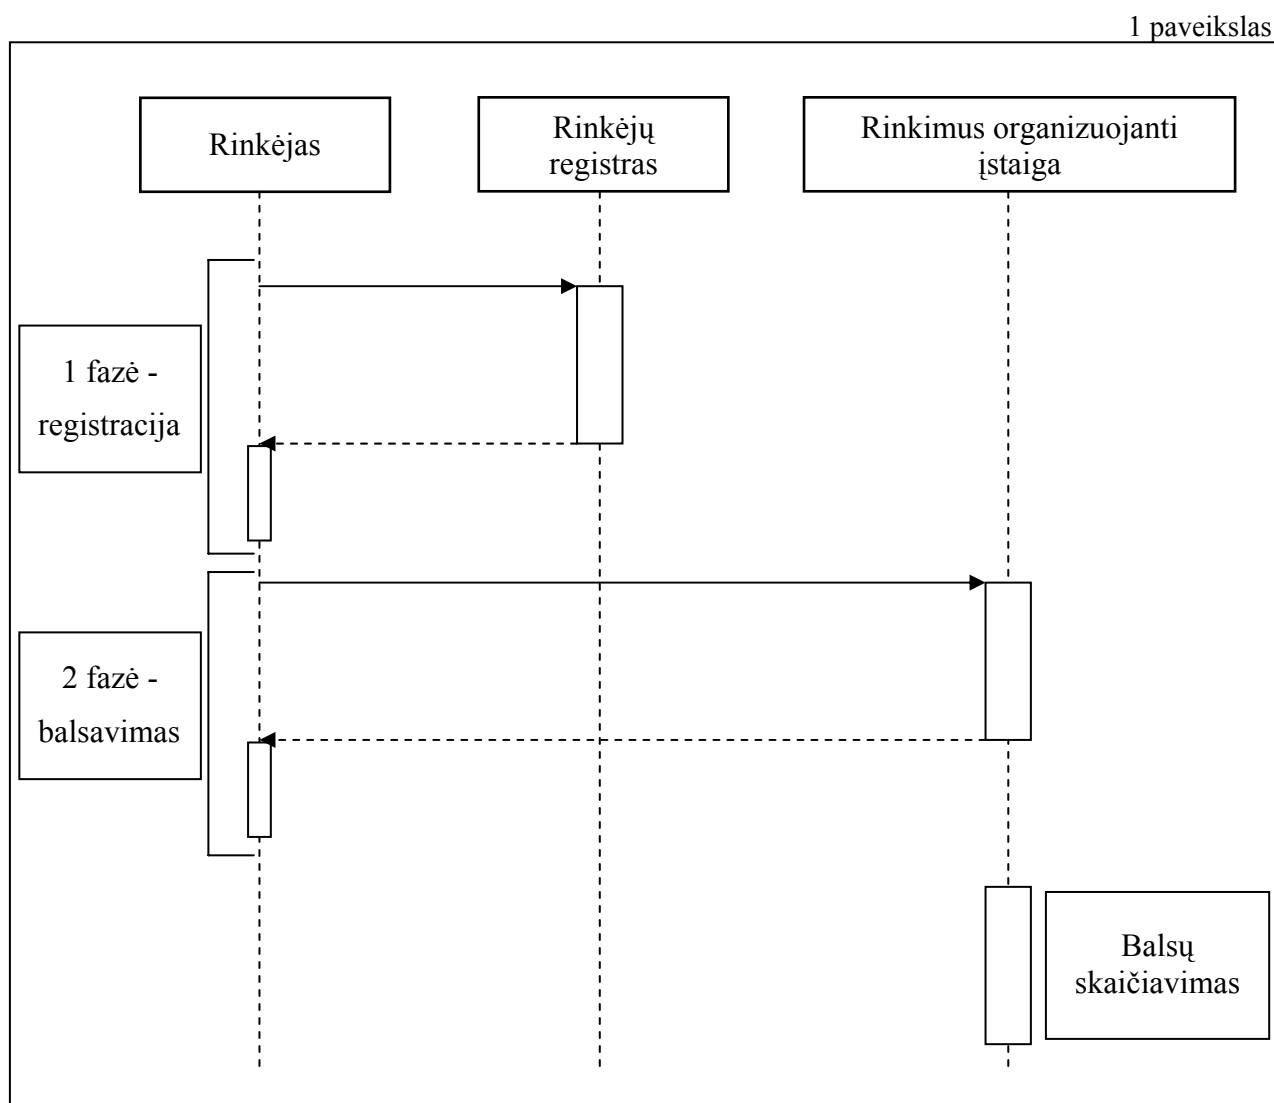 1 paveikslas
Rinkėjas
Rinkėjų
registras
Rinkimus organizuojanti
įstaiga
1 fazė -
registracija
2 fazė -
balsavimas
Balsų
skaičiavimas